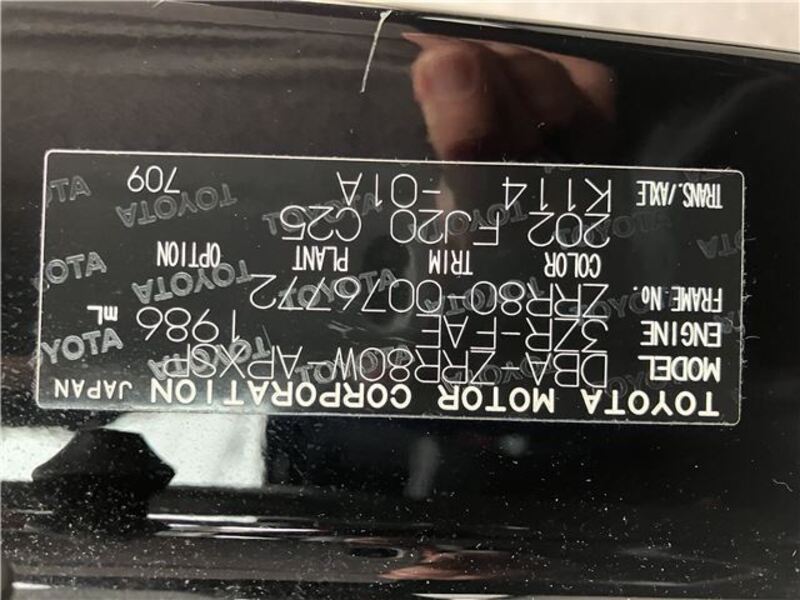 TOYOTA MOTOR CORPORATION JAPAN
MODEL DBA-ZRR80W-APXSP
ENGINE 3ZR-FAE 1986 mL
FRAME No. ZRR80-0076772
COLOR TRIM PLANT OPTION
202 FJ20 C25
TRANS./AXLE K114 -01A 709